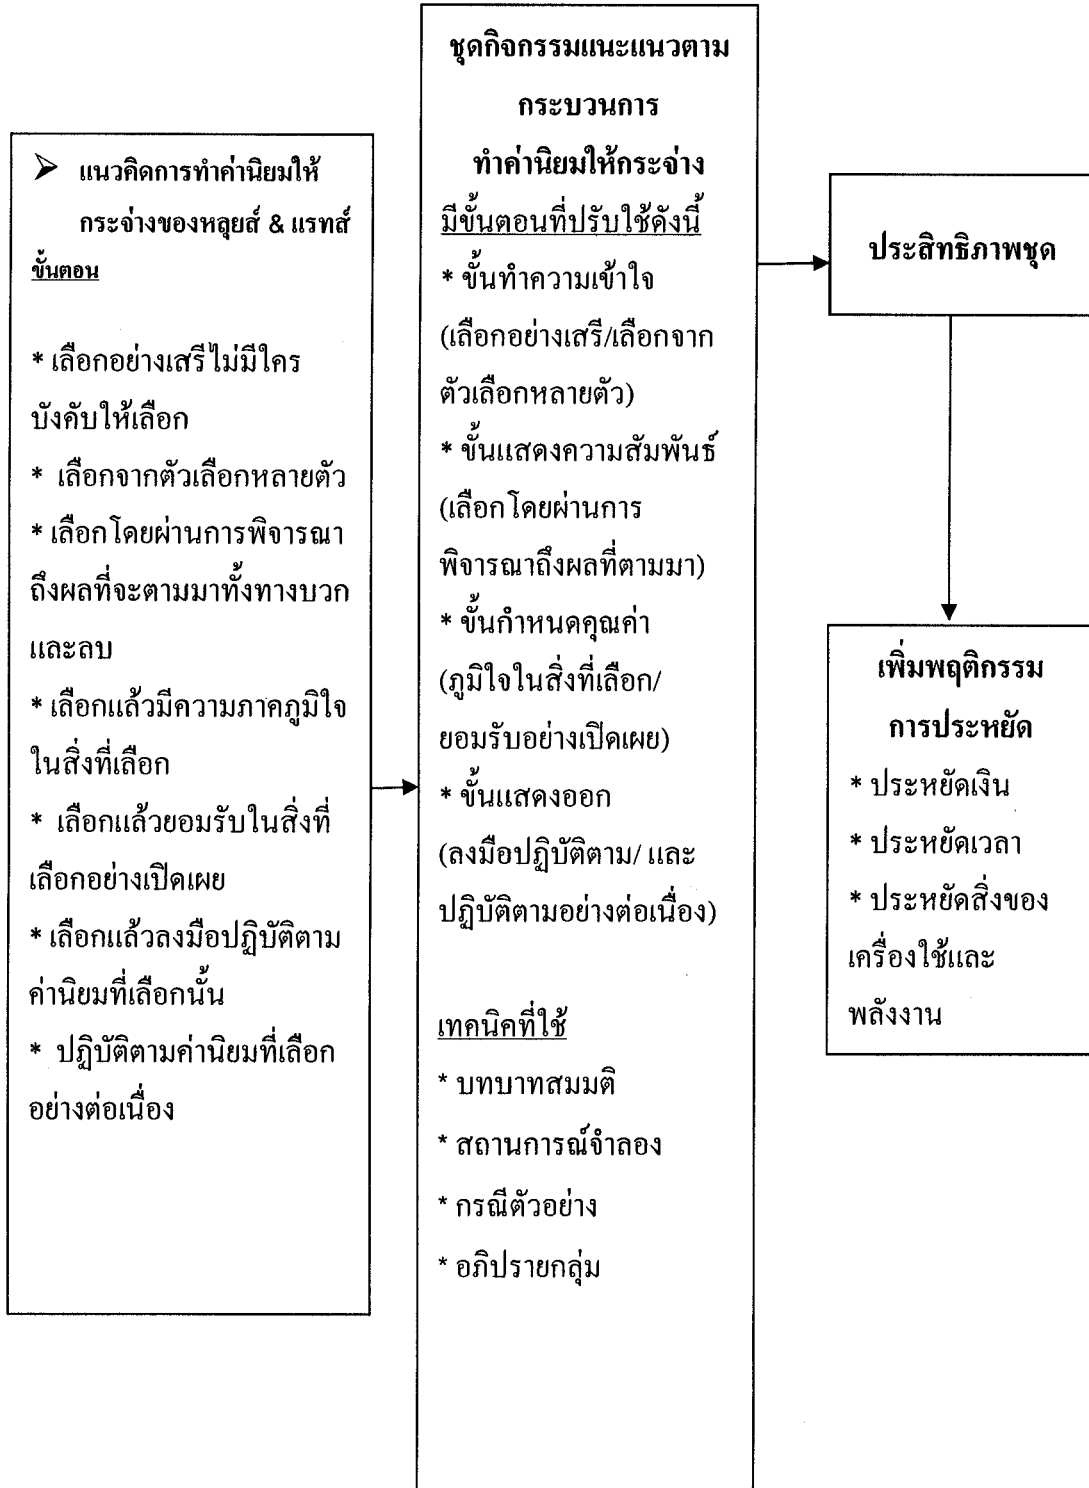 ➢ แนวคิดการทำค่านิยมให้
กระจ่างของหลุยส์ & แรทส์
ขั้นตอน
* เลือกอย่างเสรีไม่มีใคร
บังคับให้เลือก
* เลือกจากตัวเลือกหลายตัว
* เลือกโดยผ่านการพิจารณา
ถึงผลที่จะตามมาทั้งทางบวก
และลบ
* เลือกแล้วมีความภาคภูมิใจ
ในสิ่งที่เลือก
* เลือกแล้วยอมรับในสิ่งที่
เลือกอย่างเปิดเผย
* เลือกแล้วลงมือปฏิบัติตาม
ค่านิยมที่เลือกนั้น
* ปฏิบัติตามค่านิยมที่เลือก
อย่างต่อเนื่อง
ชุดกิจกรรมแนะแนวตาม
กระบวนการ
ทำค่านิยมให้กระจ่าง
มีขั้นตอนที่ปรับใช้ดังนี้
* ขั้นทำความเข้าใจ
(เลือกอย่างเสรี/เลือกจาก
ตัวเลือกหลายตัว)
* ขั้นแสดงความสัมพันธ์
(เลือกโดยผ่านการ
พิจารณาถึงผลที่ตามมา)
* ขั้นกำหนดคุณค่า
(ภูมิใจในสิ่งที่เลือก/
ยอมรับอย่างเปิดเผย)
* ขั้นแสดงออก
(ลงมือปฏิบัติตาม/ และ
ปฏิบัติตามอย่างต่อเนื่อง)
เทคนิคที่ใช้
* บทบาทสมมติ
* สถานการณ์จำลอง
* กรณีตัวอย่าง
* อภิปรายกลุ่ม
ประสิทธิภาพชุด
เพิ่มพฤติกรรม
การประหยัด
* ประหยัดเงิน
* ประหยัดเวลา
* ประหยัดสิ่งของ
เครื่องใช้และ
พลังงาน